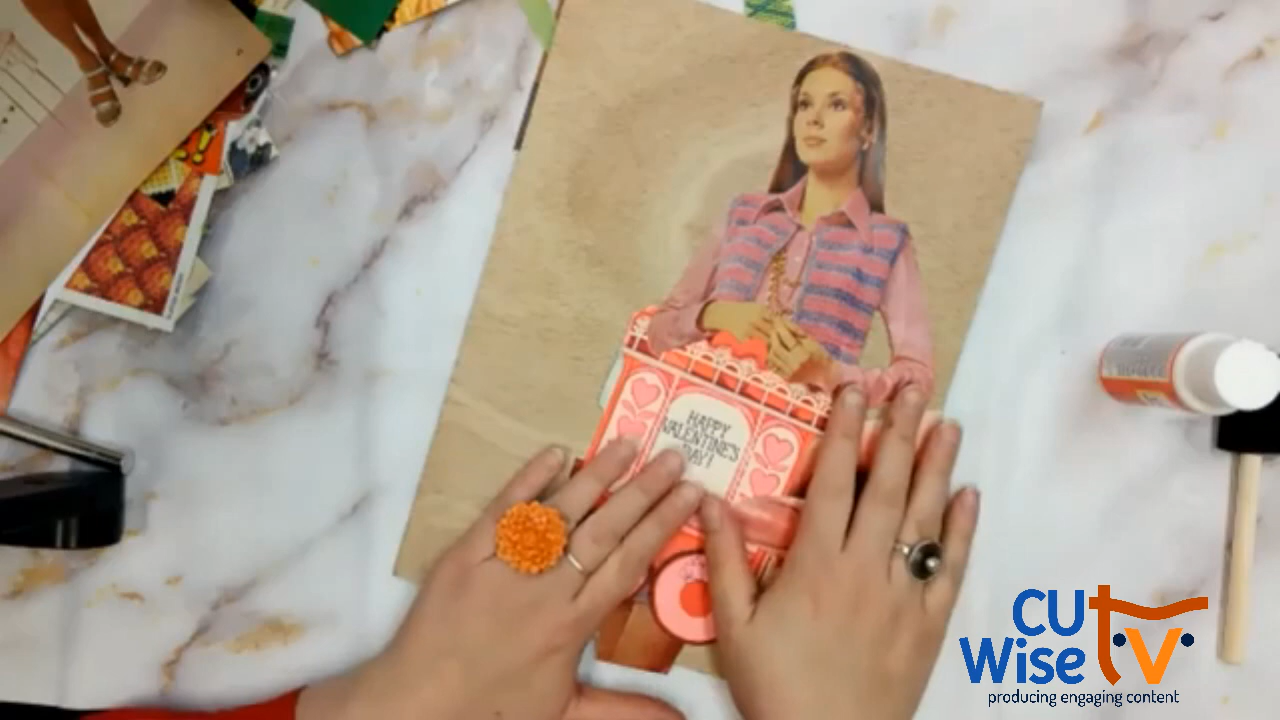 HAPPY
VALENTINE'S
DAY!
CU
Wise tv
producing engaging content